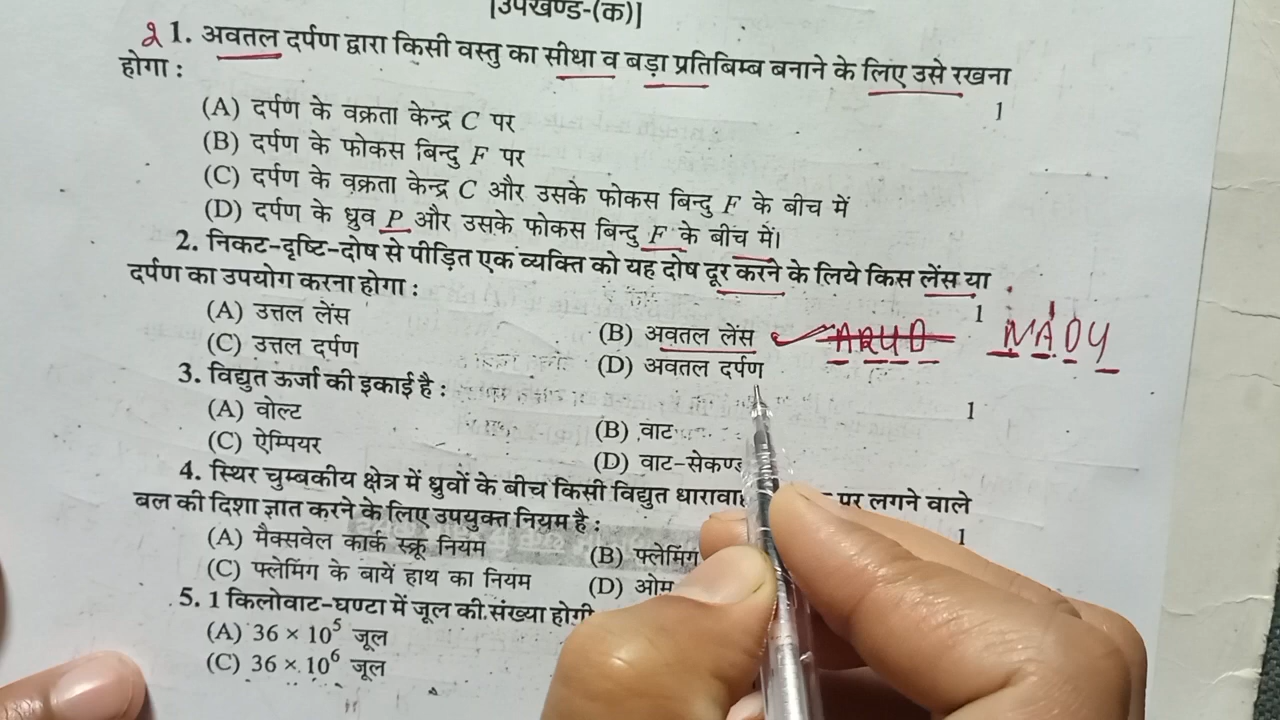 [उपखण्ड-(क)]
2 1. अवतल दर्पण द्वारा किसी वस्तु का सीधा व बड़ा प्रतिबिम्ब बनाने के लिए उसे रखना
होगा : 1
(A) दर्पण के वक्रता केन्द्र C पर
(B) दर्पण के फोकस बिन्दु F पर
(C) दर्पण के वक्रता केन्द्र C और उसके फोकस बिन्दु F के बीच में
(D) दर्पण के ध्रुव P और उसके फोकस बिन्दु F के बीच में।
2. निकट-दृष्टि-दोष से पीड़ित एक व्यक्ति को यह दोष दूर करने के लिये किस लेंस या
दर्पण का उपयोग करना होगा : 1
(A) उत्तल लेंस (B) अवतल लेंस
(C) उत्तल दर्पण (D) अवतल दर्पण
3. विद्युत ऊर्जा की इकाई है : 1
(A) वोल्ट (B) वाट
(C) ऐम्पियर (D) वाट-सेकण्ड
4. स्थिर चुम्बकीय क्षेत्र में ध्रुवों के बीच किसी विद्युत पर लगने वाले
बल की दिशा ज्ञात करने के लिए उपयुक्त नियम है : 1
(A) मैक्सवेल कार्क स्क्रू नियम (B) फ्लेमिंग
(C) फ्लेमिंग के बायें हाथ का नियम (D) ओम
5. 1 किलोवाट-घण्टा में जूल की संख्या होगी
(A) 36 × 10⁵ जूल
(C) 36 × 10⁶ जूल